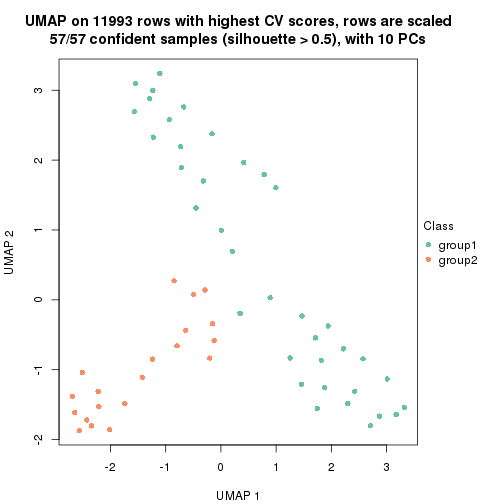 UMAP on 11993 rows with highest CV scores, rows are scaled
57/57 confident samples (silhouette > 0.5), with 10 PCs
3
2
1
0
-1
-2
UMAP 2
-2 -1 0 1 2 3
UMAP 1
Class
group1
group2